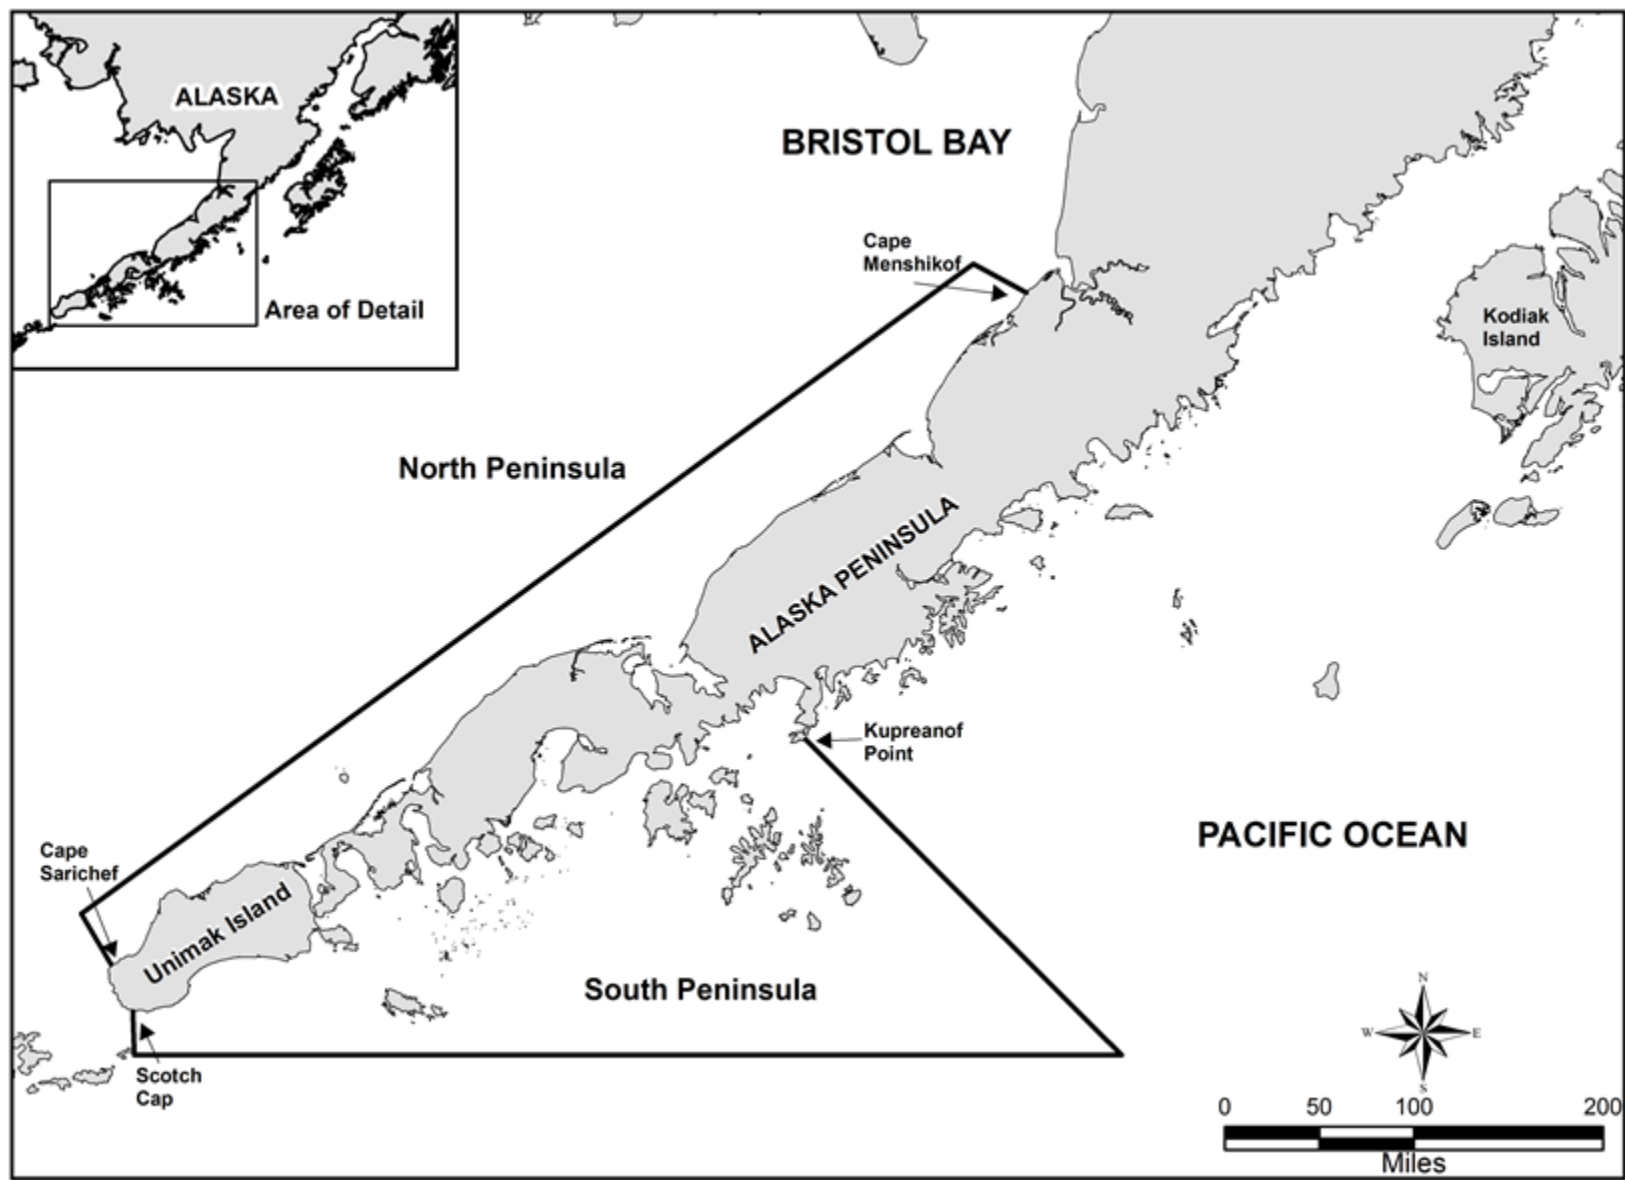 ALASKA
Area of Detail
BRISTOL BAY
Cape
Menshikof
Kodiak
Island
North Peninsula
ALASKA PENINSULA
Kupreanof
Point
PACIFIC OCEAN
Cape
Sarichef
Unimak Island
South Peninsula
Scotch
Cap
N
W E
S
0 50 100 200
Miles